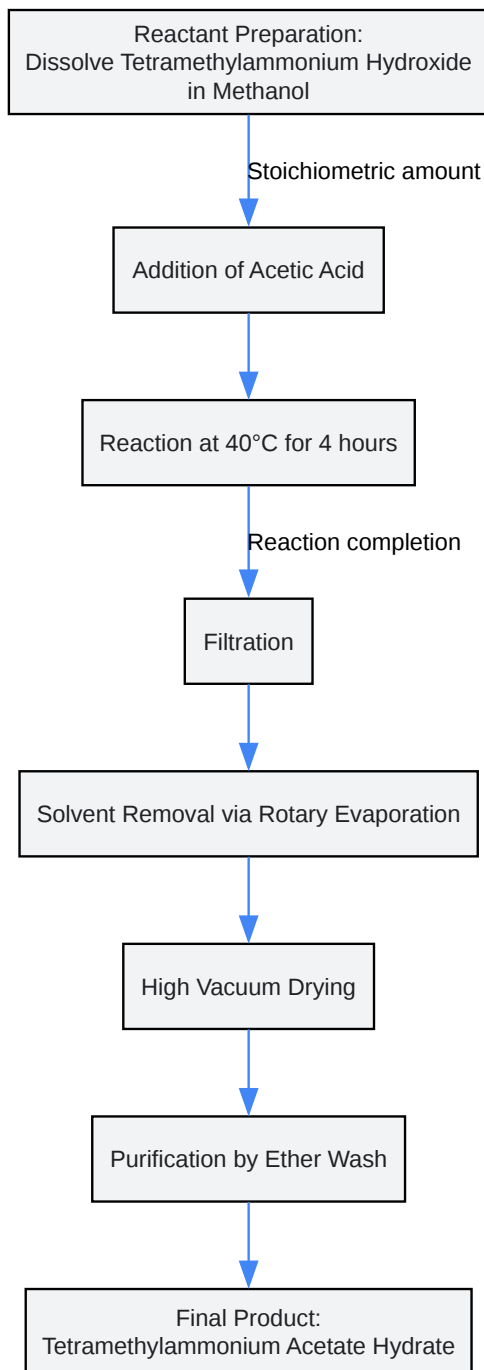 Reactant Preparation:
Dissolve Tetramethylammonium Hydroxide
in Methanol
Stoichiometric amount
Addition of Acetic Acid
Reaction at 40°C for 4 hours
Reaction completion
Filtration
Solvent Removal via Rotary Evaporation
High Vacuum Drying
Purification by Ether Wash
Final Product:
Tetramethylammonium Acetate Hydrate